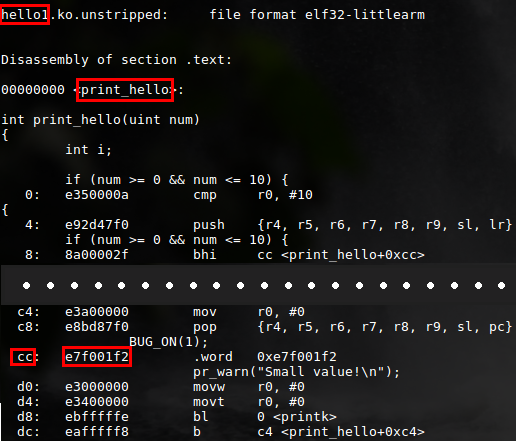 hello1.ko.unstripped:     file format elf32-littlearm
Disassembly of section .text:
00000000 <print_hello>:
int print_hello(uint num)
{
        int i;
        if (num >= 0 && num <= 10) {
   0:   e350000a        cmp     r0, #10
{
   4:   e92d47f0        push    {r4, r5, r6, r7, r8, r9, sl, lr}
        if (num >= 0 && num <= 10) {
   8:   8a00002f        bhi     cc <print_hello+0xcc>
  c4:   e3a00000        mov     r0, #0
  c8:   e8bd87f0        pop     {r4, r5, r6, r7, r8, r9, sl, pc}
                BUG_ON(1);
  cc:   e7f001f2        .word   0xe7f001f2
                        pr_warn("Small value!\n");
  d0:   e3000000        movw    r0, #0
  d4:   e3400000        movt    r0, #0
  d8:   ebfffffe        bl      0 <printk>
  dc:   eafffff8        b       c4 <print_hello+0xc4>